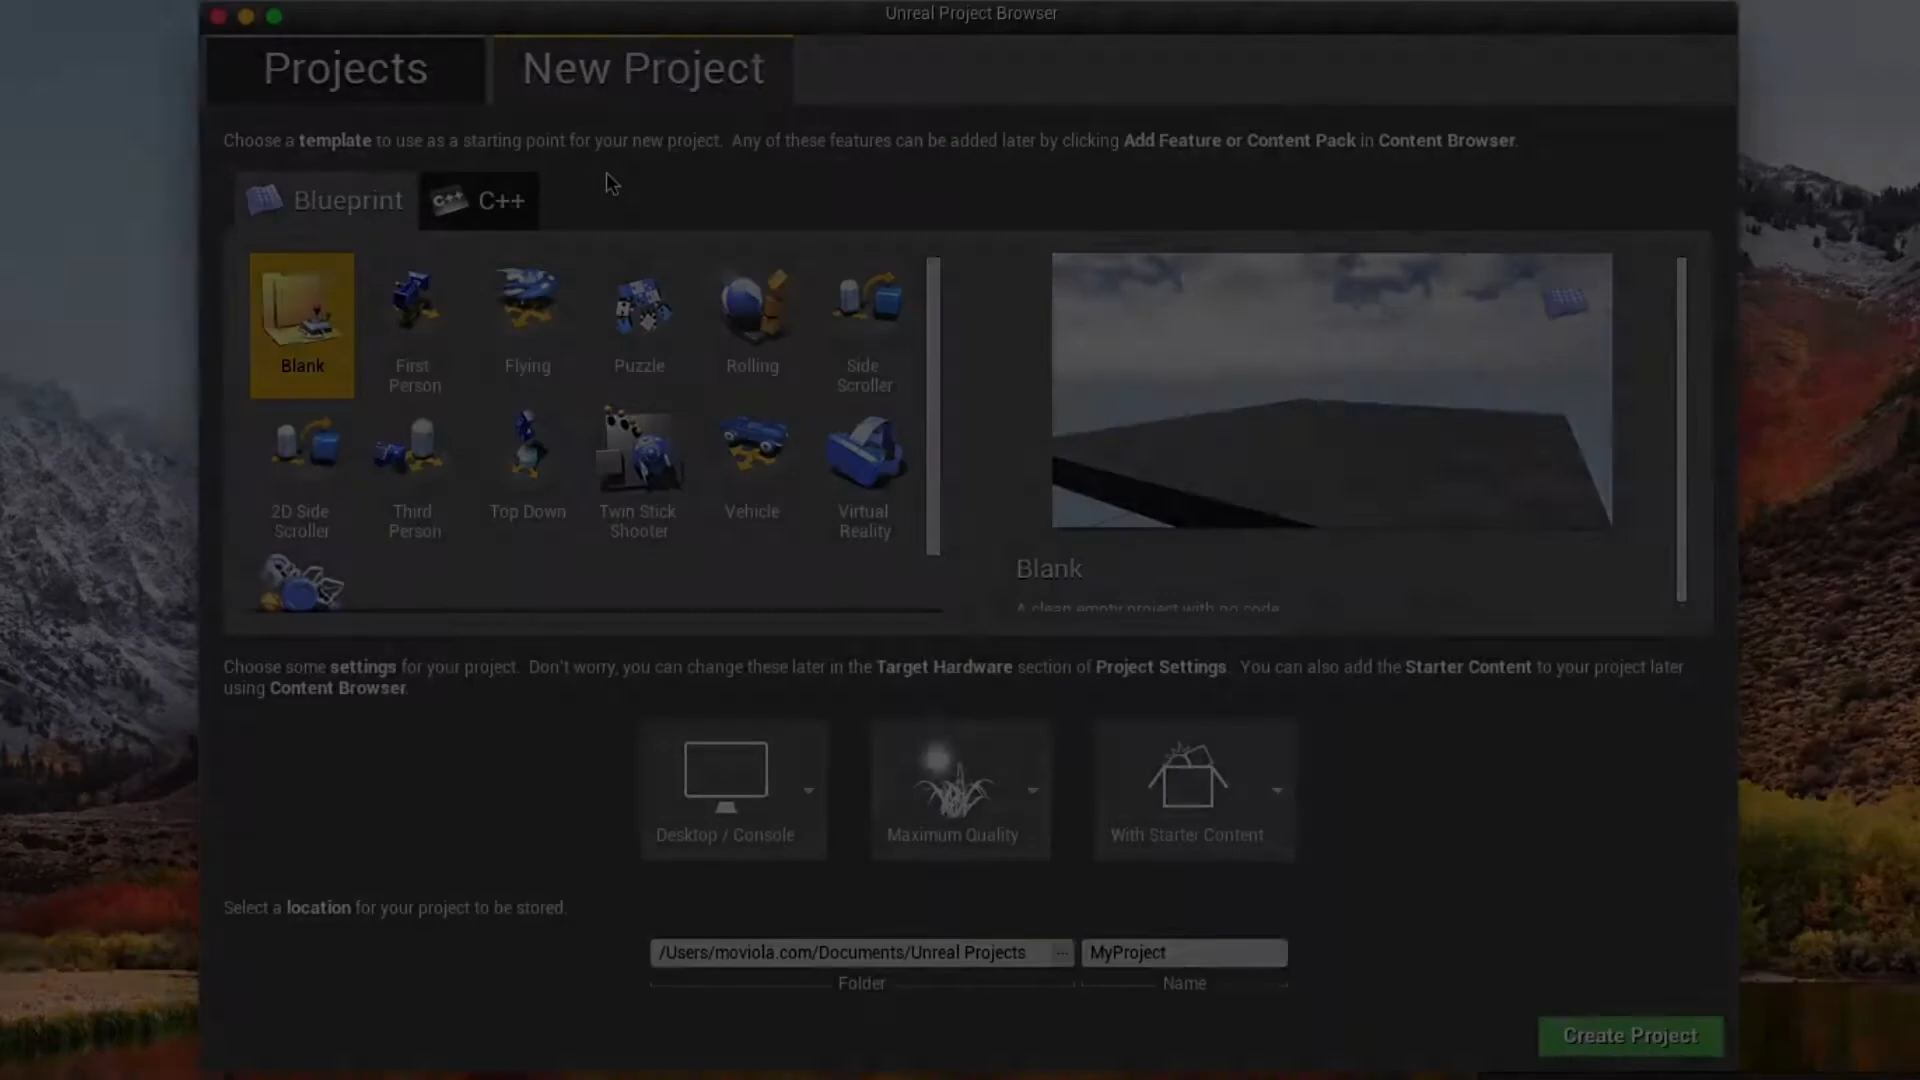 Unreal Project Browser
Projects
New Project
Choose a template to use as a starting point for your new project. Any of these features can be added later by clicking Add Feature or Content Pack in Content Browser.
Blueprint
C++
C++
Blank
First
Person
Flying
Puzzle
Rolling
Side
Scroller
2D Side
Scroller
Third
Person
Top Down
Twin Stick
Shooter
Vehicle
Virtual
Reality
Blank
A clean empty project with no code
Choose some settings for your project. Don't worry, you can change these later in the Target Hardware section of Project Settings. You can also add the Starter Content to your project later
using Content Browser.
Desktop / Console
Maximum Quality
With Starter Content
Select a location for your project to be stored.
/Users/moviola.com/Documents/Unreal Projects
...
MyProject
Folder
Name
Create Project